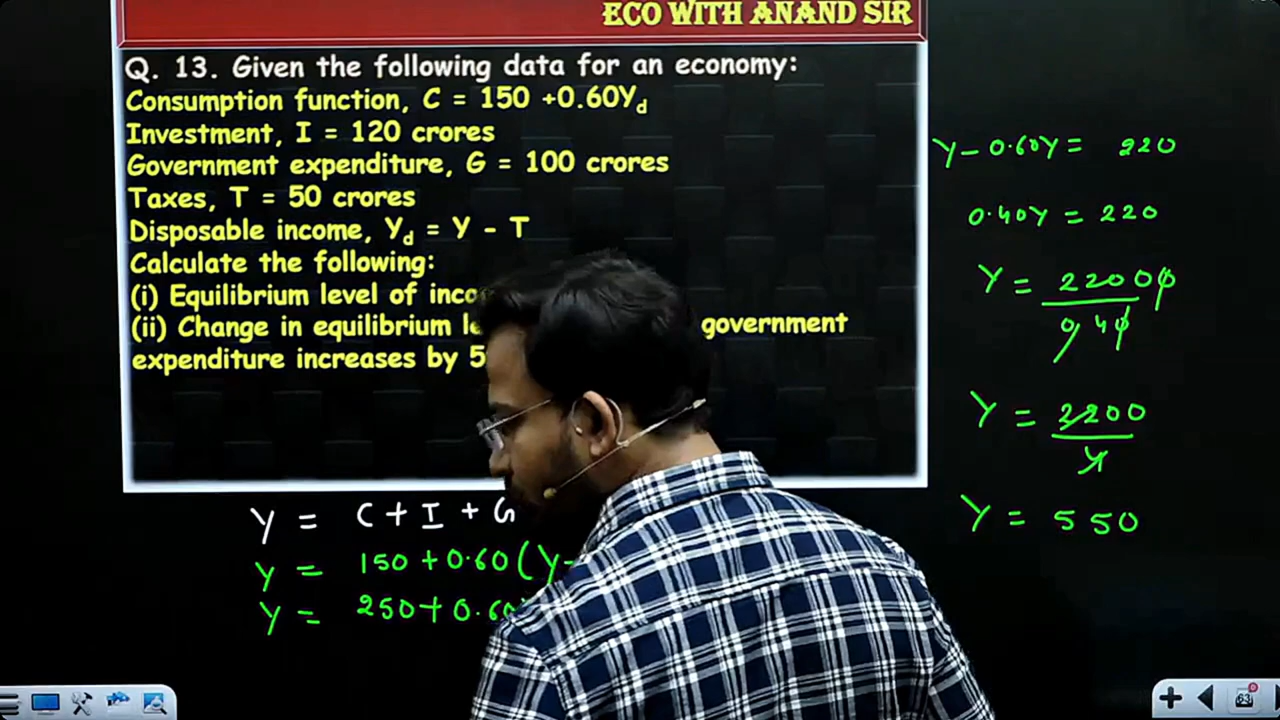 ECO WITH ANAND SIR
Q. 13. Given the following data for an economy:
Consumption function, C = 150 +0.60Yd
Investment, I = 120 crores
Government expenditure, G = 100 crores
Taxes, T = 50 crores
Disposable income, Yd = Y - T
Calculate the following:
(i) Equilibrium level of
(ii) Change in equilibrium government
expenditure increases by 5
Y = C + I + G
Y = 150 + 0.60 ( Y -
Y = 250 + 0.60
Y - 0.60Y = 220
0.40Y = 220
Y = 22000
0 40
Y = 2200
4
Y = 550
63